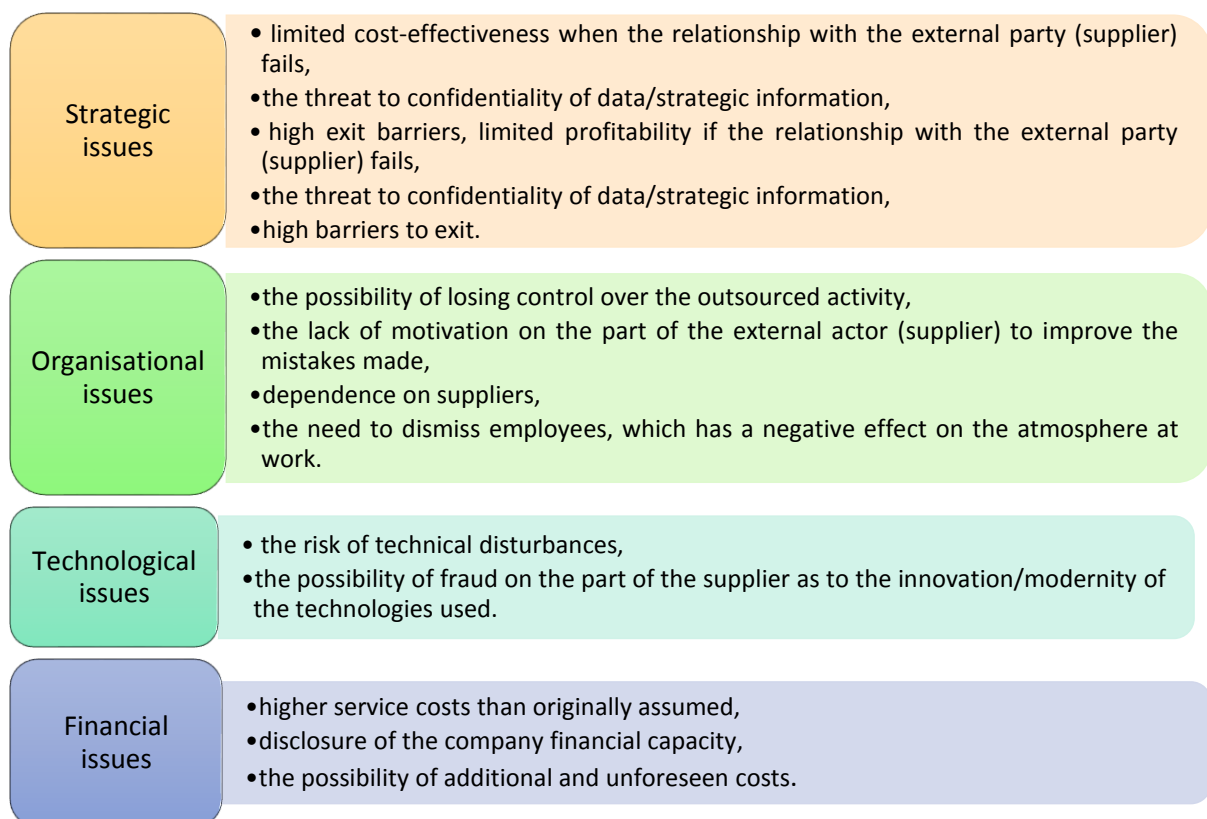 Strategic
issues
• limited cost-effectiveness when the relationship with the external party (supplier)
fails,
•the threat to confidentiality of data/strategic information,
• high exit barriers, limited profitability if the relationship with the external party
(supplier) fails,
•the threat to confidentiality of data/strategic information,
•high barriers to exit.
Organisational
issues
•the possibility of losing control over the outsourced activity,
•the lack of motivation on the part of the external actor (supplier) to improve the
mistakes made,
•dependence on suppliers,
•the need to dismiss employees, which has a negative effect on the atmosphere at
work.
Technological
issues
• the risk of technical disturbances,
•the possibility of fraud on the part of the supplier as to the innovation/modernity of
the technologies used.
Financial
issues
•higher service costs than originally assumed,
•disclosure of the company financial capacity,
•the possibility of additional and unforeseen costs.